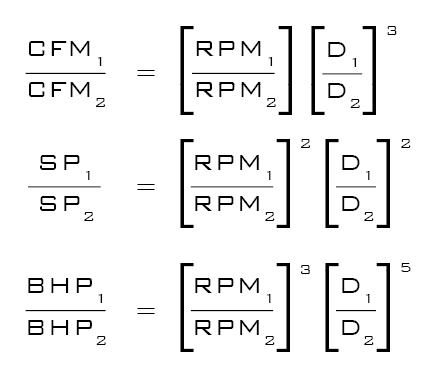 CFM₁/CFM₂ = [RPM₁/RPM₂] [D₁/D₂]³
SP₁/SP₂ = [RPM₁/RPM₂]² [D₁/D₂]²
BHP₁/BHP₂ = [RPM₁/RPM₂]³ [D₁/D₂]⁵